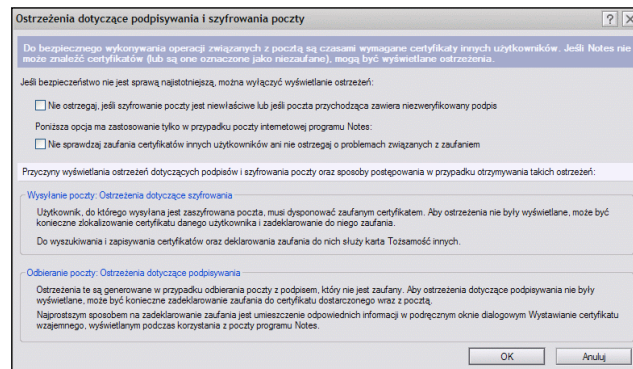 Ostrzeżenia dotyczące podpisywania i szyfrowania poczty
Do bezpiecznego wykonywania operacji związanych z pocztą są czasami wymagane certyfikaty innych użytkowników. Jeśli Notes nie
może znaleźć certyfikatów (lub są one oznaczone jako niezaufane), mogą być wyświetlane ostrzeżenia.
Jeśli bezpieczeństwo nie jest sprawą najistotniejszą, można wyłączyć wyświetlanie ostrzeżeń:
Nie ostrzegaj, jeśli szyfrowanie poczty jest niewłaściwe lub jeśli poczta przychodząca zawiera niezweryfikowany podpis
Poniższa opcja ma zastosowanie tylko w przypadku poczty internetowej programu Notes:
Nie sprawdzaj zaufania certyfikatów innych użytkowników ani nie ostrzegaj o problemach związanych z zaufaniem
Przyczyny wyświetlania ostrzeżeń dotyczących podpisów i szyfrowania poczty oraz sposoby postępowania w przypadku otrzymywania takich ostrzeżeń:
Wysyłanie poczty: Ostrzeżenia dotyczące szyfrowania
Użytkownik, do którego wysyłana jest zaszyfrowana poczta, musi dysponować zaufanym certyfikatem. Aby ostrzeżenia nie były wyświetlane, może być
konieczne zlokalizowanie certyfikatu danego użytkownika i zadeklarowanie do niego zaufania.
Do wyszukiwania i zapisywania certyfikatów oraz deklarowania zaufania do nich służy karta Tożsamość innych.
Odbieranie poczty: Ostrzeżenia dotyczące podpisywania
Ostrzeżenia te są generowane w przypadku odbierania poczty z podpisem, który nie jest zaufany. Aby ostrzeżenia dotyczące podpisywania nie były
wyświetlane, może być konieczne zadeklarowanie zaufania do certyfikatu dostarczonego wraz z pocztą.
Najprostszym sposobem na zadeklarowanie zaufania jest umieszczenie odpowiednich informacji w podręcznym oknie dialogowym Wystawianie certyfikatu
wzajemnego, wyświetlanym podczas korzystania z poczty programu Notes.
OK
Anuluj